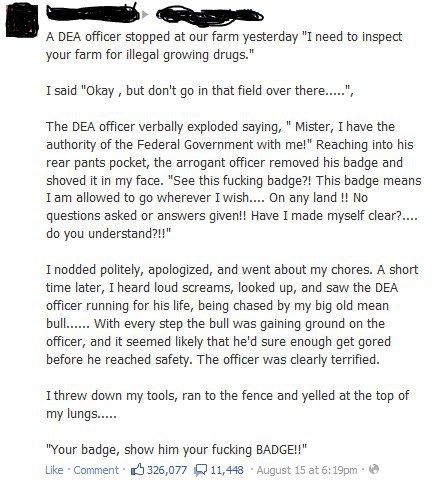 A DEA officer stopped at our farm yesterday "I need to inspect
your farm for illegal growing drugs."
I said "Okay , but don't go in that field over there.....",
The DEA officer verbally exploded saying, " Mister, I have the
authority of the Federal Government with me!" Reaching into his
rear pants pocket, the arrogant officer removed his badge and
shoved it in my face. "See this fucking badge?! This badge means
I am allowed to go wherever I wish.... On any land !! No
questions asked or answers given!! Have I made myself clear?....
do you understand?!!"
I nodded politely, apologized, and went about my chores. A short
time later, I heard loud screams, looked up, and saw the DEA
officer running for his life, being chased by my big old mean
bull...... With every step the bull was gaining ground on the
officer, and it seemed likely that he'd sure enough get gored
before he reached safety. The officer was clearly terrified.
I threw down my tools, ran to the fence and yelled at the top of
my lungs.....
"Your badge, show him your fucking BADGE!!"
Like · Comment · 326,077 11,448 · August 15 at 6:19pm ·